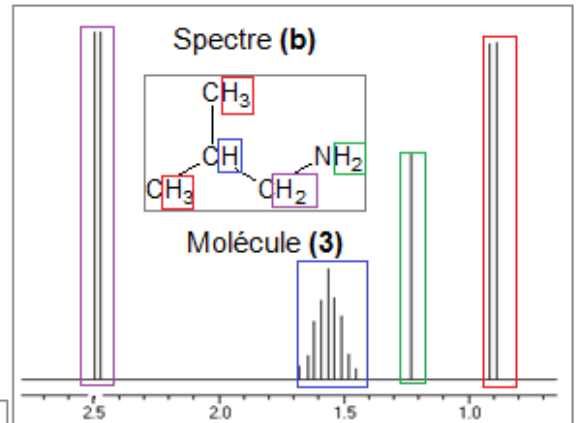 Spectre (b)
CH₃
CH NH₂
CH₃ CH₂
Molécule (3)
2.5 2.0 1.5 1.0